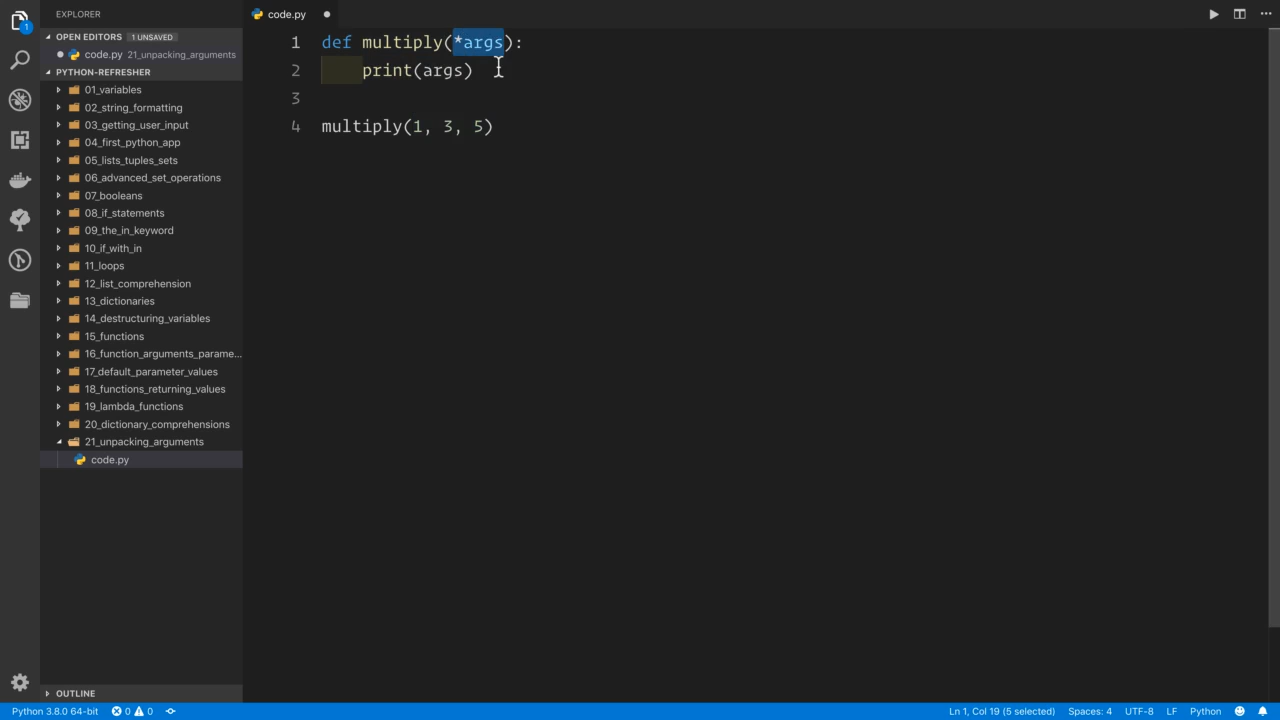 EXPLORER
OPEN EDITORS 1 UNSAVED
code.py 21_unpacking_arguments
PYTHON-REFRESHER
01_variables
02_string_formatting
03_getting_user_input
04_first_python_app
05_lists_tuples_sets
06_advanced_set_operations
07_booleans
08_if_statements
09_the_in_keyword
10_if_with_in
11_loops
12_list_comprehension
13_dictionaries
14_destructuring_variables
15_functions
16_function_arguments_parame...
17_default_parameter_values
18_functions_returning_values
19_lambda_functions
20_dictionary_comprehensions
21_unpacking_arguments
code.py
OUTLINE
1
code.py
1 def multiply(*args):
2 print(args)
3
4 multiply(1, 3, 5)
Python 3.8.0 64-bit 0 0 Ln 1, Col 19 (5 selected) Spaces: 4 UTF-8 LF Python